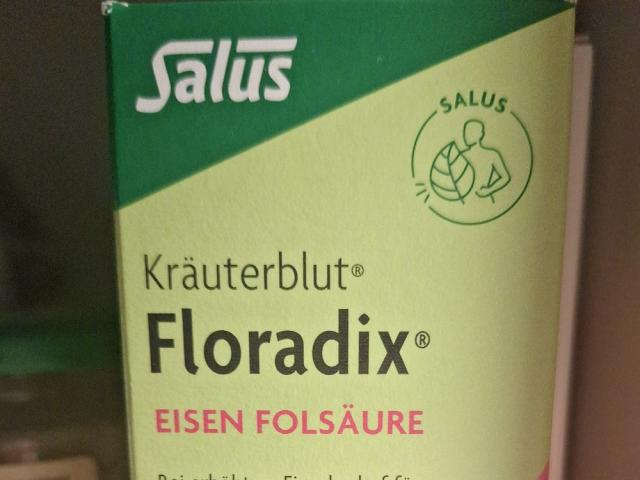 Salus
SALUS
Kräuterblut®
Floradix®
EISEN FOLSÄURE